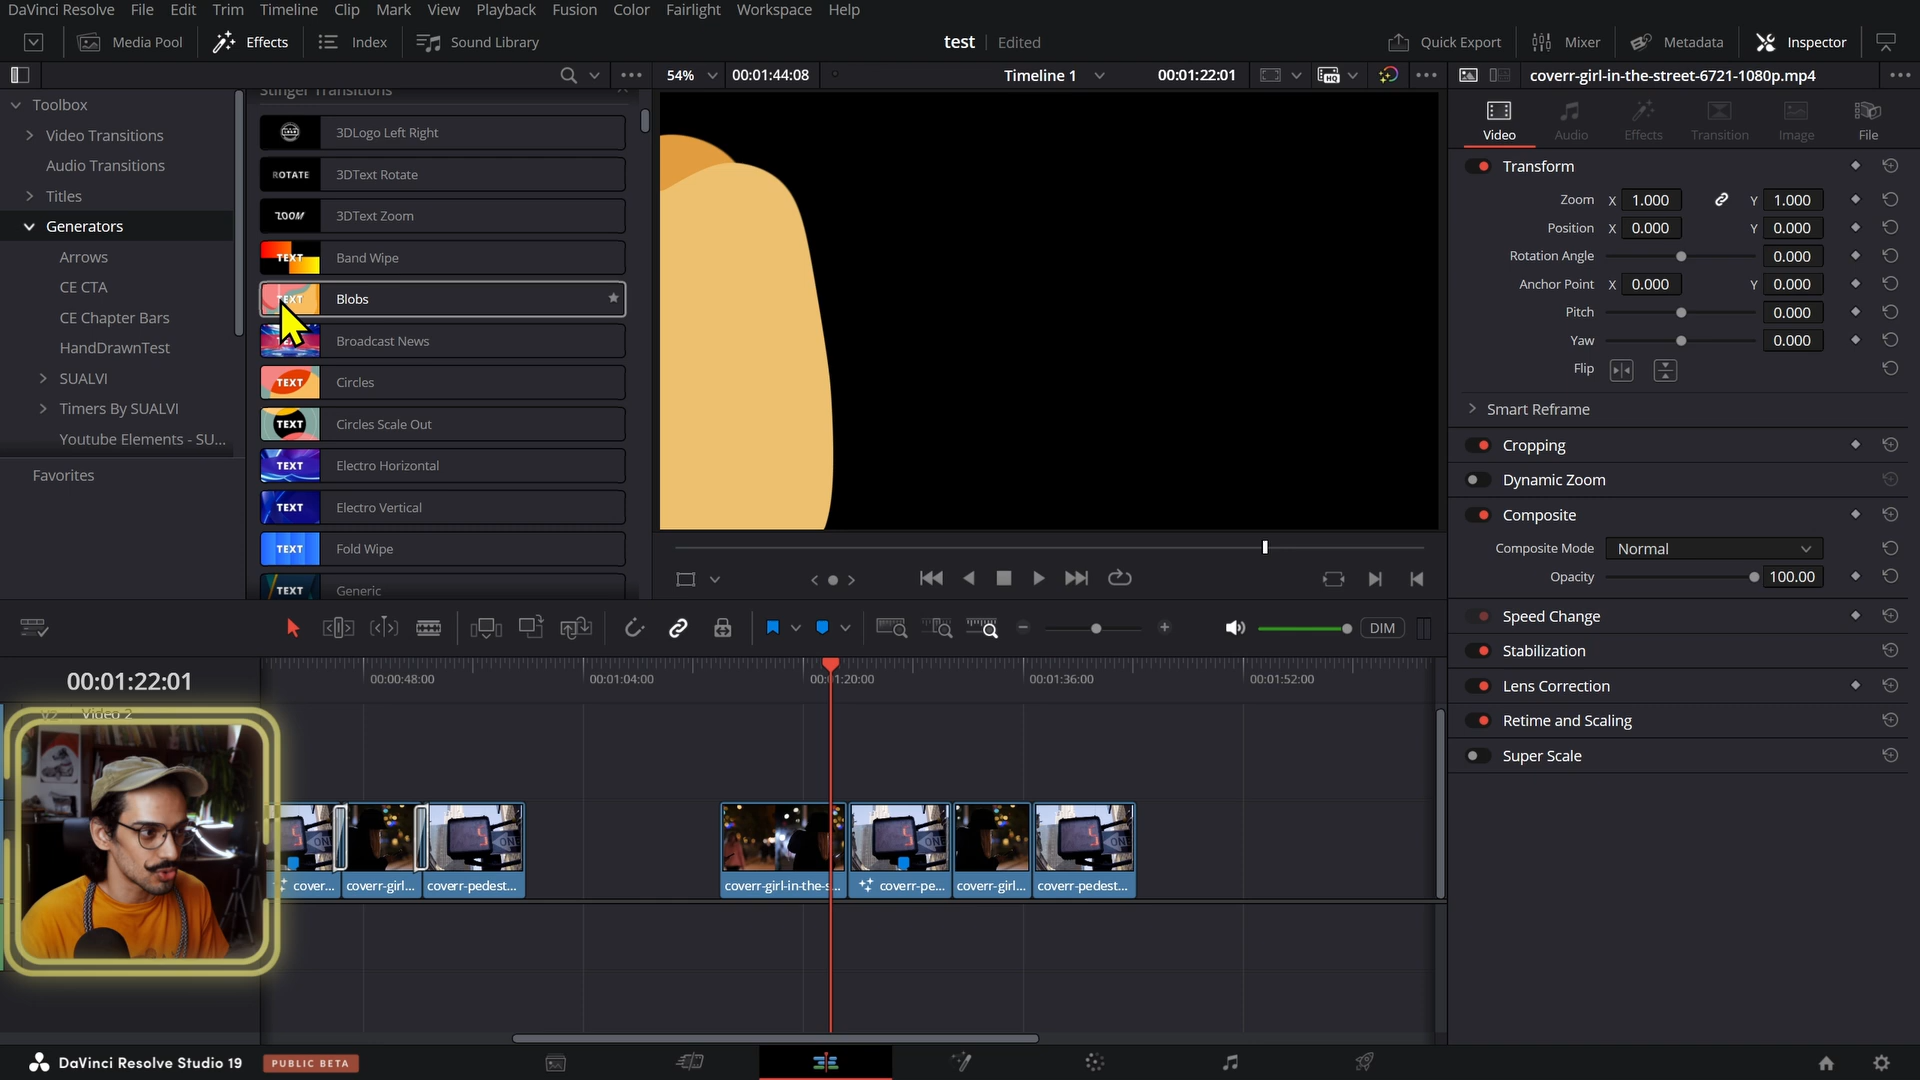 DaVinci Resolve File Edit Trim Timeline Clip Mark View Playback Fusion Color Fairlight Workspace Help
Media Pool Effects Index Sound Library test Edited Quick Export Mixer Metadata Inspector
54% 00:01:44:08 Timeline 1 00:01:22:01 coverr-girl-in-the-street-6721-1080p.mp4
Toolbox
Video Transitions
Audio Transitions
Titles
Generators
Arrows
CE CTA
CE Chapter Bars
HandDrawnTest
SUALVI
Timers By SUALVI
Youtube Elements - SU...
Favorites
Stinger Transitions
3DLogo Left Right
ROTATE 3DText Rotate
ZOOM 3DText Zoom
TEXT Band Wipe
TEXT Blobs
Broadcast News
TEXT Circles
TEXT Circles Scale Out
TEXT Electro Horizontal
TEXT Electro Vertical
TEXT Fold Wipe
TEXT Generic
Video Audio Effects Transition Image File
Transform
Zoom X 1.000 Y 1.000
Position X 0.000 Y 0.000
Rotation Angle 0.000
Anchor Point X 0.000 Y 0.000
Pitch 0.000
Yaw 0.000
Flip
Smart Reframe
Cropping
Dynamic Zoom
Composite
Composite Mode Normal
Opacity 100.00
Speed Change
Stabilization
Lens Correction
Retime and Scaling
Super Scale
DIM
00:01:22:01 00:00:48:00 00:01:04:00 00:01:20:00 00:01:36:00 00:01:52:00
V2 Video 2
cover... coverr-girl... coverr-pedest... coverr-girl-in-the-s... coverr-pe... coverr-girl... coverr-pedest...
DaVinci Resolve Studio 19 PUBLIC BETA